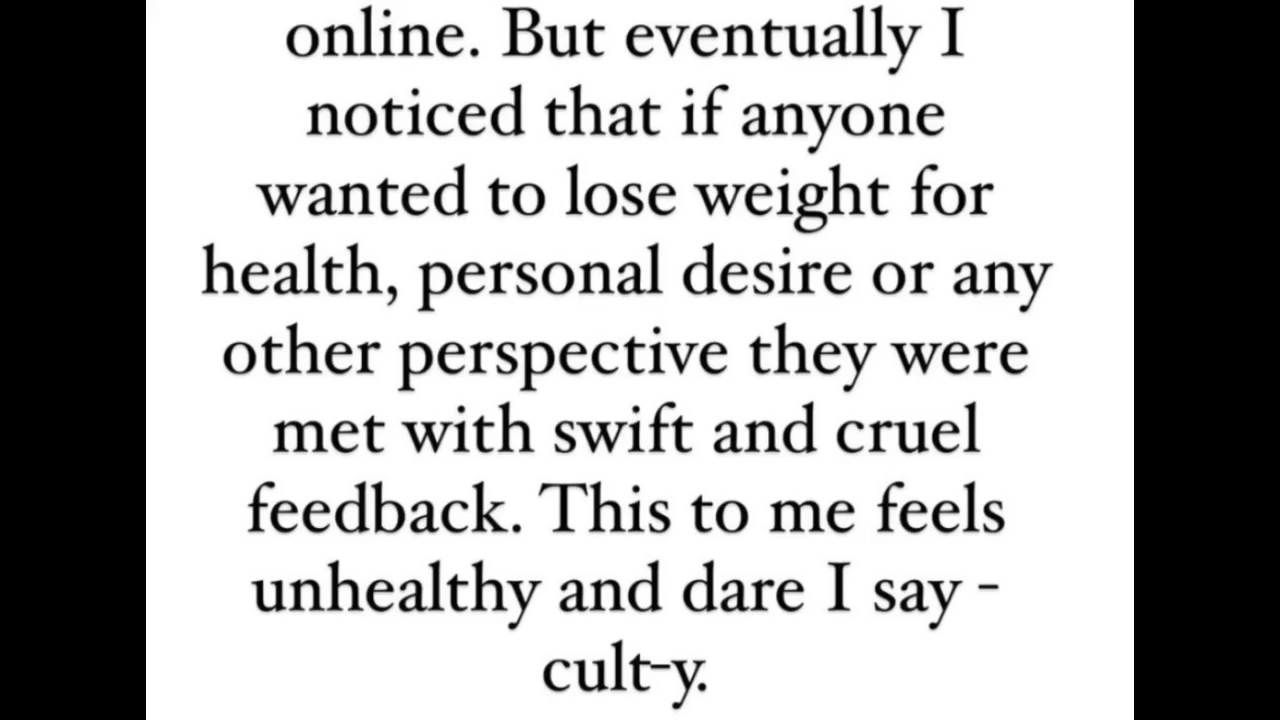 online. But eventually I
noticed that if anyone
wanted to lose weight for
health, personal desire or any
other perspective they were
met with swift and cruel
feedback. This to me feels
unhealthy and dare I say -
cult-y.